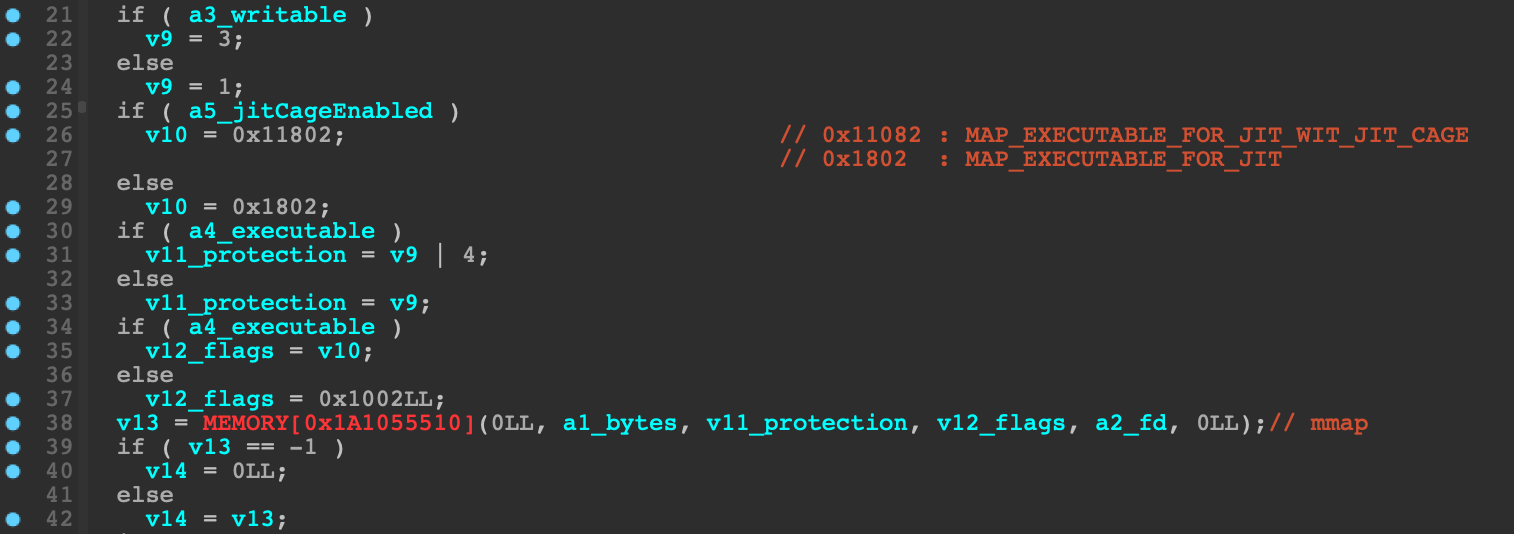 21 if ( a3_writable )
22 v9 = 3;
23 else
24 v9 = 1;
25 if ( a5_jitCageEnabled )
26 v10 = 0x11802; // 0x11082 : MAP_EXECUTABLE_FOR_JIT_WIT_JIT_CAGE
27 // 0x1802 : MAP_EXECUTABLE_FOR_JIT
28 else
29 v10 = 0x1802;
30 if ( a4_executable )
31 v11_protection = v9 | 4;
32 else
33 v11_protection = v9;
34 if ( a4_executable )
35 v12_flags = v10;
36 else
37 v12_flags = 0x1002LL;
38 v13 = MEMORY[0x1A1055510](0LL, a1_bytes, v11_protection, v12_flags, a2_fd, 0LL);// mmap
39 if ( v13 == -1 )
40 v14 = 0LL;
41 else
42 v14 = v13;